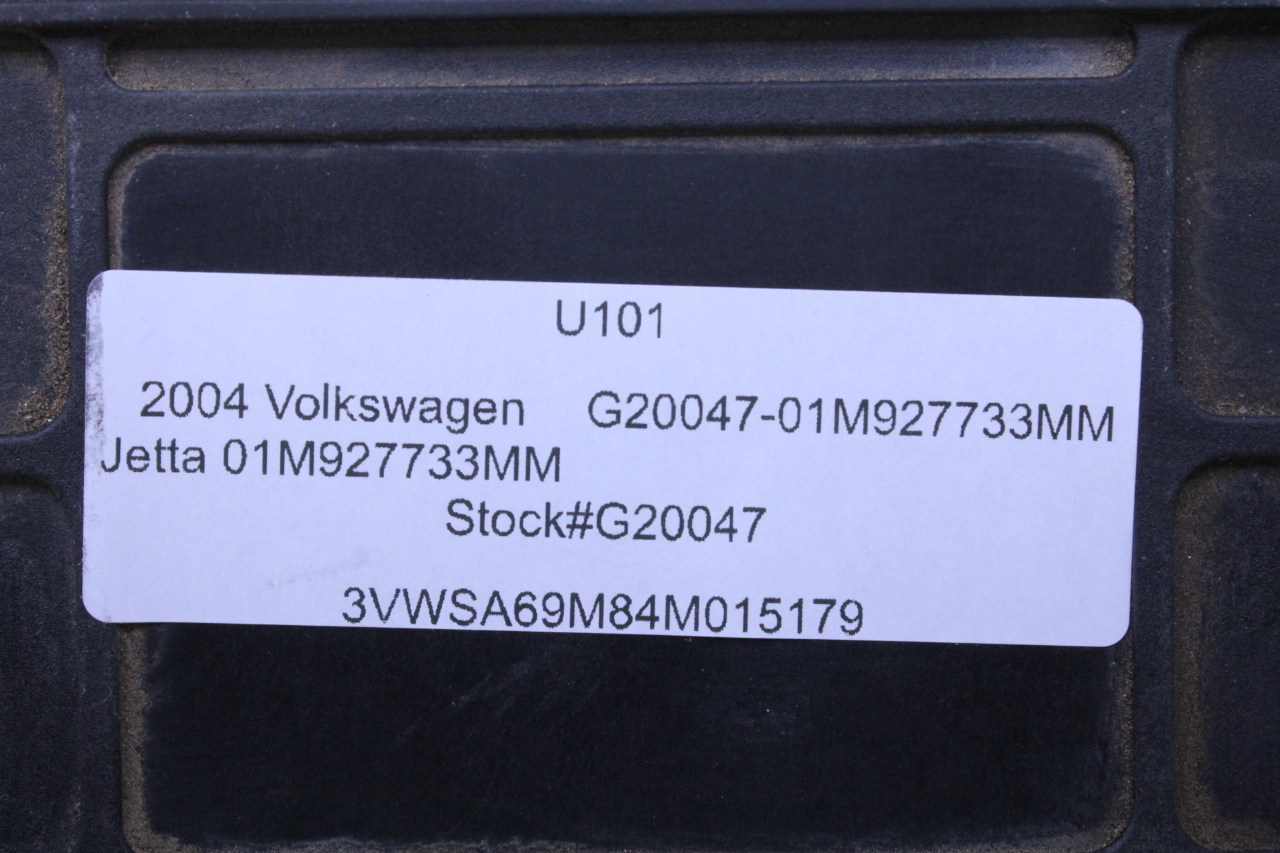 U101
2004 Volkswagen G20047-01M927733MM
Jetta 01M927733MM
Stock#G20047
3VWSA69M84M015179